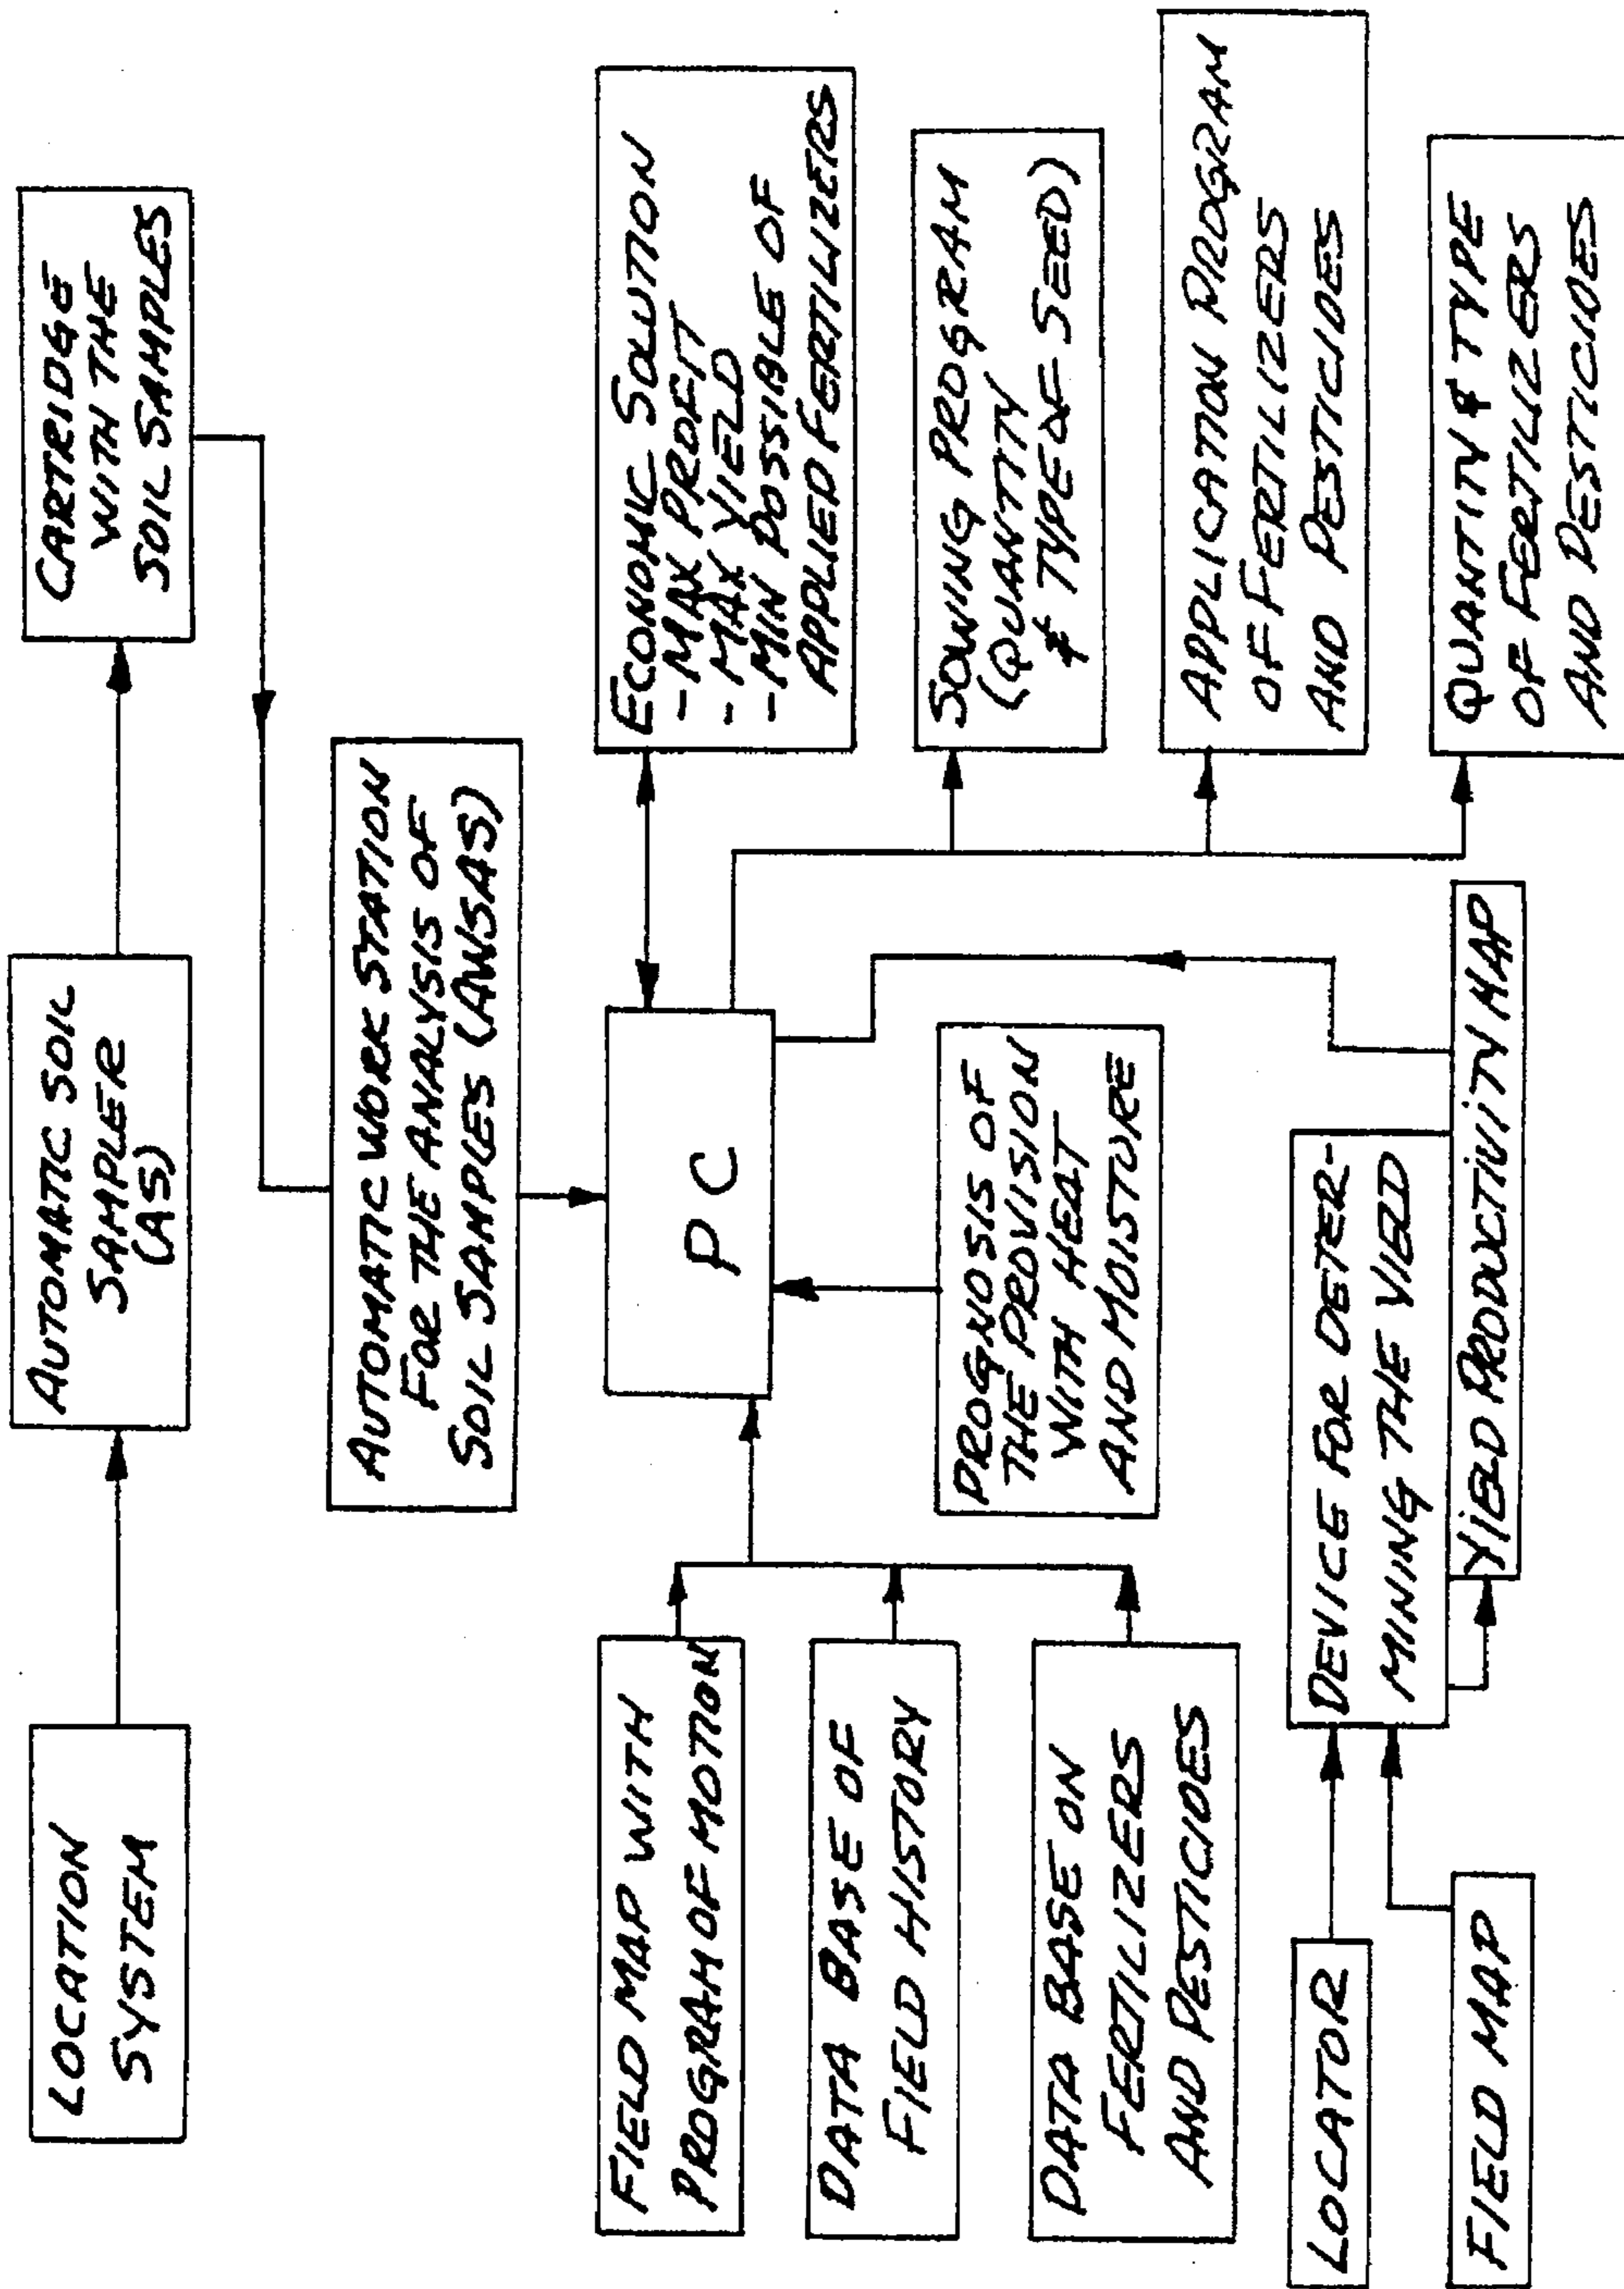 LOCATION
SYSTEM
AUTOMATIC SOIL
SAMPLER
(AS)
CARTRIDGE
WITH THE
SOIL SAMPLES
AUTOMATIC WORK STATION
FOR THE ANALYSIS OF
SOIL SAMPLES (AWSAS)
FIELD MAP WITH
PROGRAM OF MOTION
DATA BASE OF
FIELD HISTORY
DATA BASE ON
FERTILIZERS
AND PESTICIDES
PC
ECONOMIC SOLUTION
- MAX PROFIT
- MAX YIELD
- MIN POSSIBLE OF
APPLIED FERTILIZERS
SOWING PROGRAM
(QUANTITY
& TYPE OF SEED)
APPLICATION PROGRAM
OF FERTILIZERS
AND PESTICIDES
QUANTITY & TYPE
OF FERTILIZERS
AND PESTICIDES
PROGNOSIS OF
THE PROVISION
WITH HEAT
AND MOISTURE
LOCATOR
FIELD MAP
DEVICE FOR DETER-
MINING THE YIELD
YIELD PRODUCTIVITY MAP